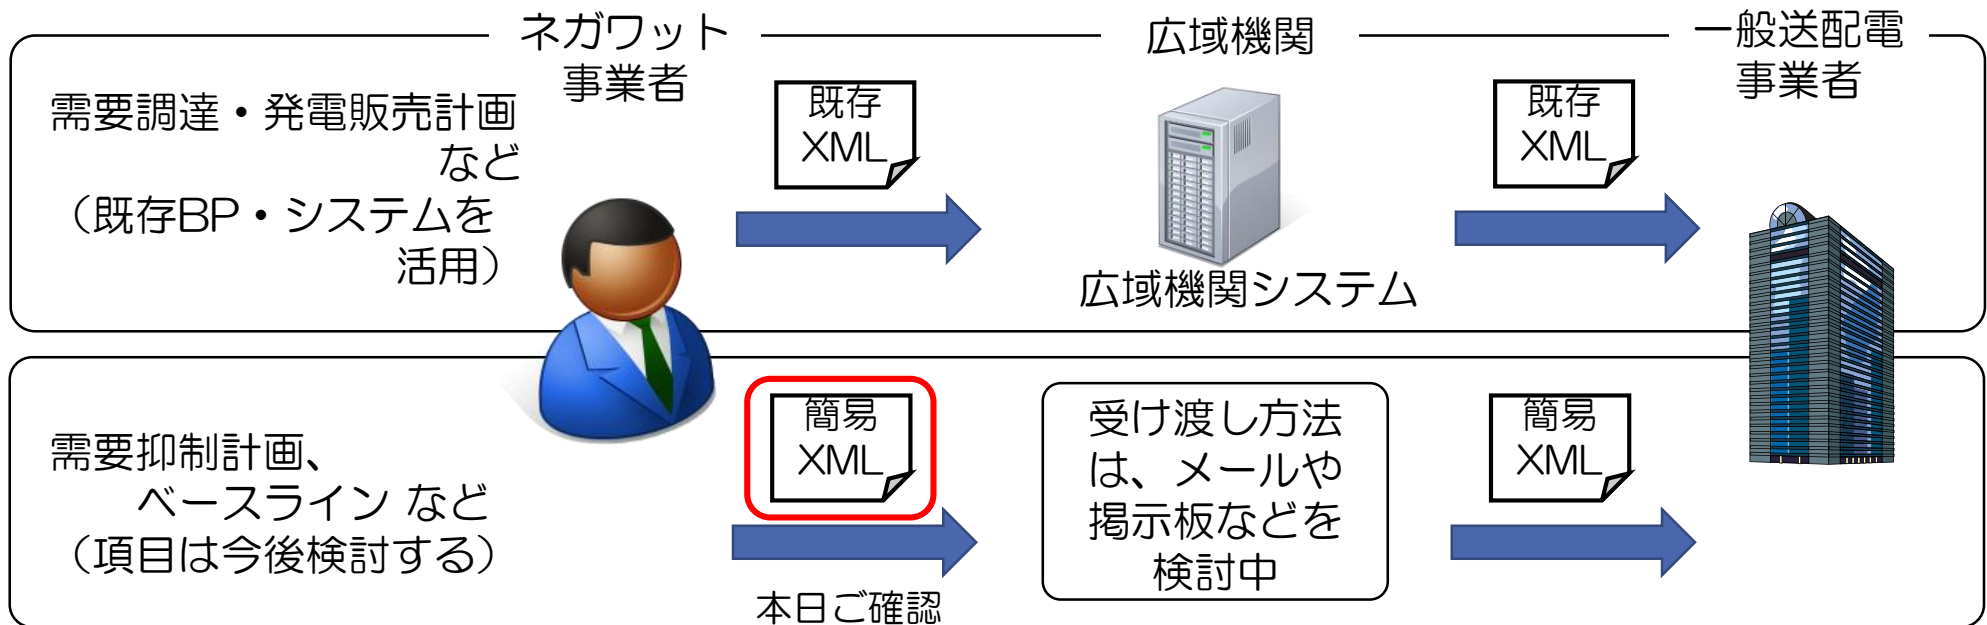 ネガワット
事業者
広域機関
一般送配電
事業者
需要調達・発電販売計画
など
（既存BP・システムを
活用）
既存
XML
広域機関システム
既存
XML
需要抑制計画、
ベースライン など
（項目は今後検討する）
簡易
XML
本日ご確認
受け渡し方法
は、メールや
掲示板などを
検討中
簡易
XML